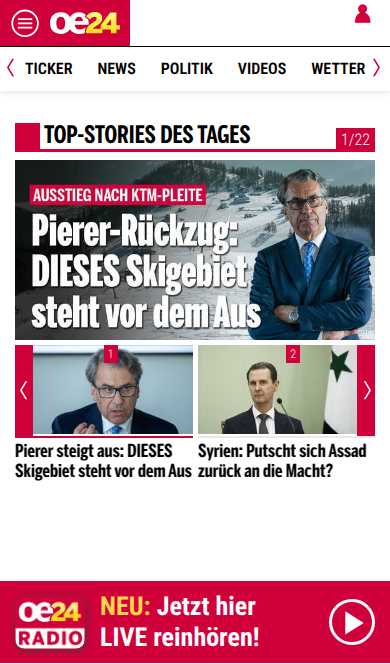 oe24
TICKER NEWS POLITIK VIDEOS WETTER
TOP-STORIES DES TAGES
1/22
AUSSTIEG NACH KTM-PLEITE
Pierer-Rückzug:
DIESES Skigebiet
steht vor dem Aus
1
Pierer steigt aus: DIESES
Skigebiet steht vor dem Aus
2
Syrien: Putscht sich Assad
zurück an die Macht?
oe24
RADIO
NEU: Jetzt hier
LIVE reinhören!